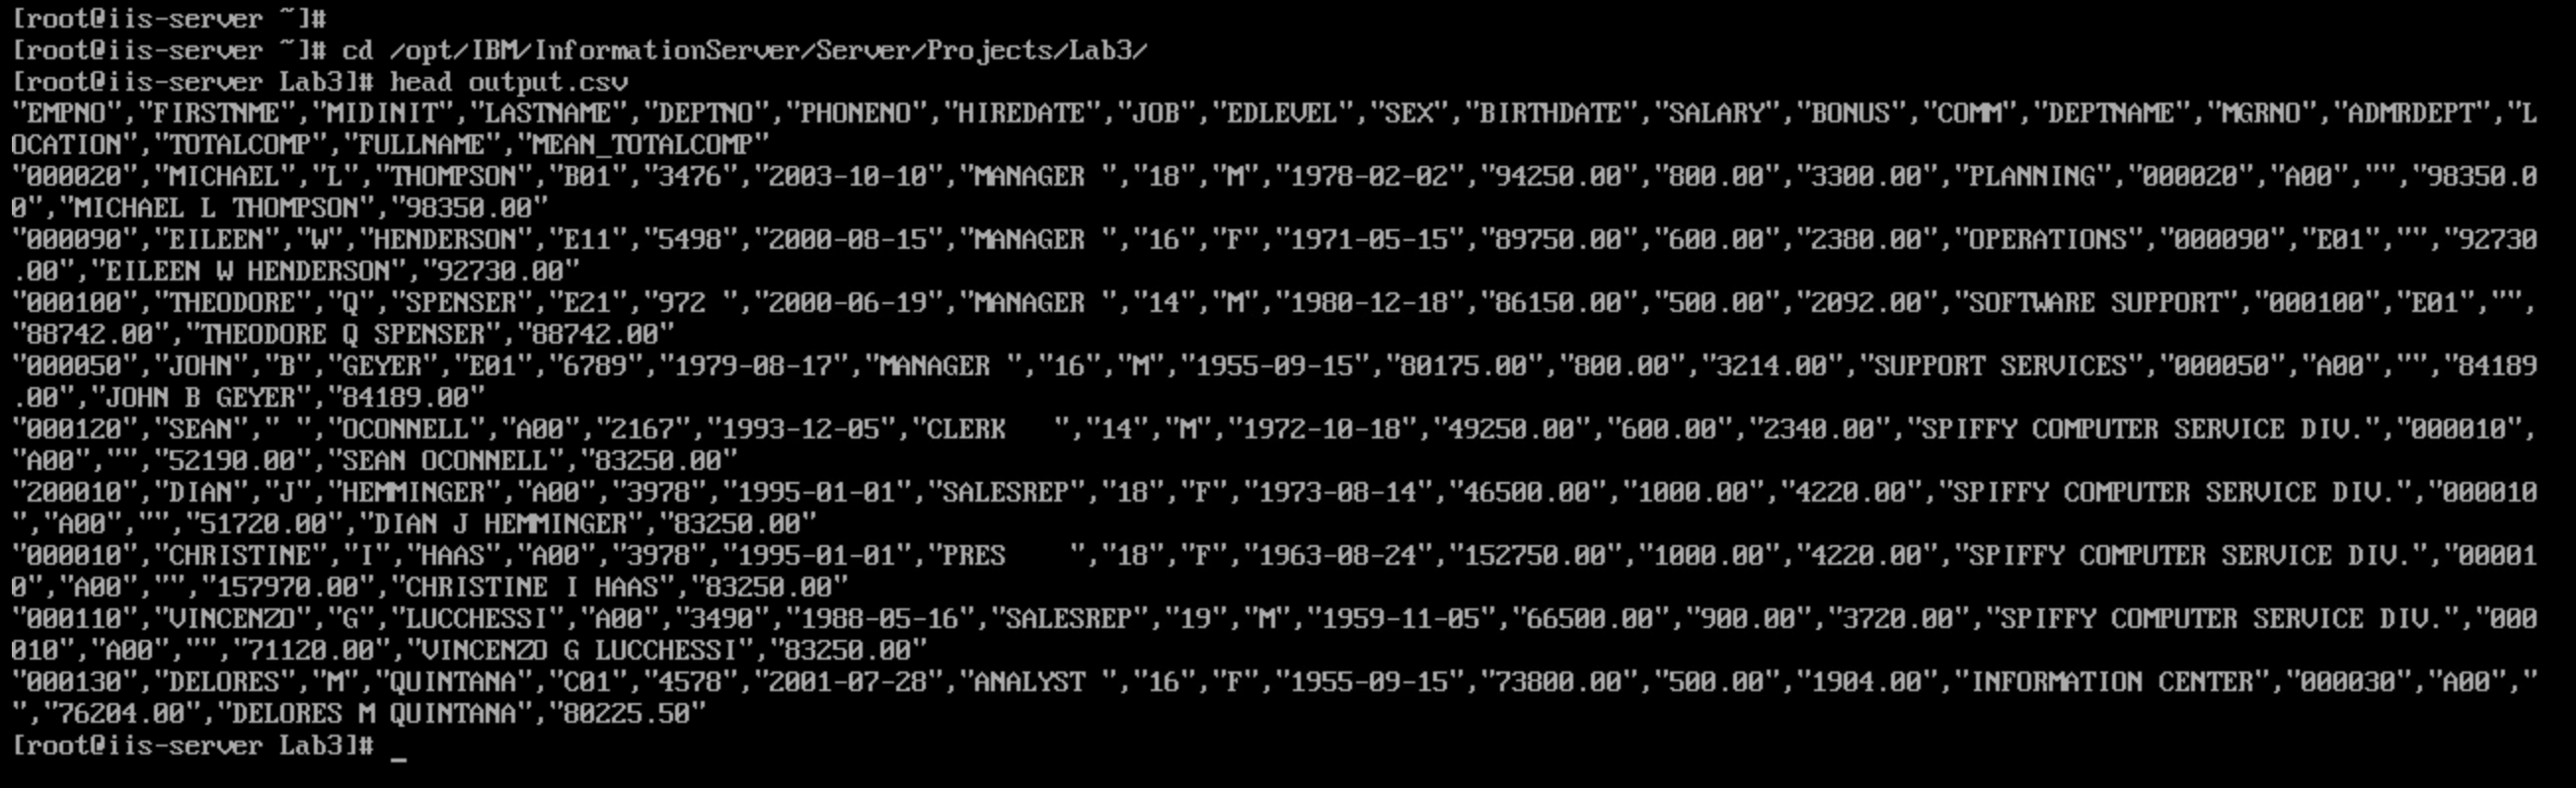 [root@iis-server ~]#
[root@iis-server ~]# cd /opt/IBM/InformationServer/Server/Projects/Lab3/
[root@iis-server Lab3]# head output.csv
"EMPNO","FIRSTNME","MIDINIT","LASTNAME","DEPTNO","PHONENO","HIREDATE","JOB","EDLEVEL","SEX","BIRTHDATE","SALARY","BONUS","COMM","DEPTNAME","MGRNO","ADMRDEPT","L
OCATION","TOTALCOMP","FULLNAME","MEAN_TOTALCOMP"
"000020","MICHAEL","L","THOMPSON","B01","3476","2003-10-10","MANAGER ","18","M","1978-02-02","94250.00","800.00","3300.00","PLANNING","000020","A00","","98350.0
0","MICHAEL L THOMPSON","98350.00"
"000090","EILEEN","W","HENDERSON","E11","5498","2000-08-15","MANAGER ","16","F","1971-05-15","89750.00","600.00","2380.00","OPERATIONS","000090","E01","","92730
.00","EILEEN W HENDERSON","92730.00"
"000100","THEODORE","Q","SPENSER","E21","972 ","2000-06-19","MANAGER ","14","M","1980-12-18","86150.00","500.00","2092.00","SOFTWARE SUPPORT","000100","E01","",
"88742.00","THEODORE Q SPENSER","88742.00"
"000050","JOHN","B","GEYER","E01","6789","1979-08-17","MANAGER ","16","M","1955-09-15","80175.00","800.00","3214.00","SUPPORT SERVICES","000050","A00","","84189
.00","JOHN B GEYER","84189.00"
"000120","SEAN"," ","OCONNELL","A00","2167","1993-12-05","CLERK   ","14","M","1972-10-18","49250.00","600.00","2340.00","SPIFFY COMPUTER SERVICE DIV.","000010",
"A00","","52190.00","SEAN OCONNELL","83250.00"
"200010","DIAN","J","HEMMINGER","A00","3978","1995-01-01","SALESREP","18","F","1973-08-14","46500.00","1000.00","4220.00","SPIFFY COMPUTER SERVICE DIV.","000010
","A00","","51720.00","DIAN J HEMMINGER","83250.00"
"000010","CHRISTINE","I","HAAS","A00","3978","1995-01-01","PRES    ","18","F","1963-08-24","152750.00","1000.00","4220.00","SPIFFY COMPUTER SERVICE DIV.","00001
0","A00","","157970.00","CHRISTINE I HAAS","83250.00"
"000110","VINCENZO","G","LUCCHESSI","A00","3490","1988-05-16","SALESREP","19","M","1959-11-05","66500.00","900.00","3720.00","SPIFFY COMPUTER SERVICE DIV.","000
010","A00","","71120.00","VINCENZO G LUCCHESSI","83250.00"
"000130","DELORES","M","QUINTANA","C01","4578","2001-07-28","ANALYST ","16","F","1955-09-15","73800.00","500.00","1904.00","INFORMATION CENTER","000030","A00","
","76204.00","DELORES M QUINTANA","80225.50"
[root@iis-server Lab3]# _